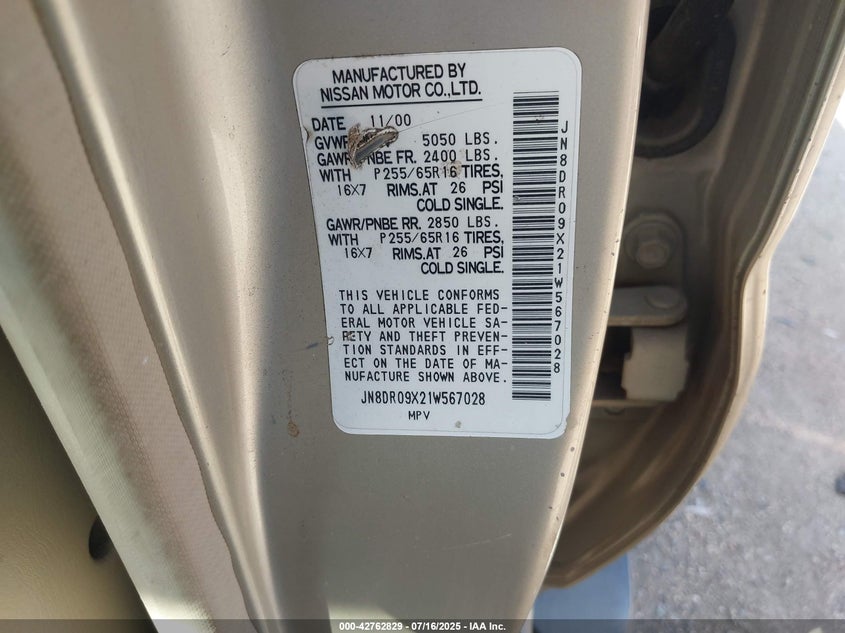 MANUFACTURED BY
NISSAN MOTOR CO.,LTD.
DATE 11/00
GVWR 5050 LBS.
GAWR/PNBE FR. 2400 LBS.
WITH P255/65R16 TIRES,
16X7 RIMS.AT 26 PSI
COLD SINGLE.
GAWR/PNBE RR. 2850 LBS.
WITH P255/65R16 TIRES,
16X7 RIMS.AT 26 PSI
COLD SINGLE.
THIS VEHICLE CONFORMS
TO ALL APPLICABLE FED-
ERAL MOTOR VEHICLE SA-
FETY AND THEFT PREVEN-
TION STANDARDS IN EFF-
ECT ON THE DATE OF MA-
NUFACTURE SHOWN ABOVE.
JN8DR09X21W567028
MPV
JN8DR09X21W567028
000-42762829 - 07/16/2025 - IAA Inc.